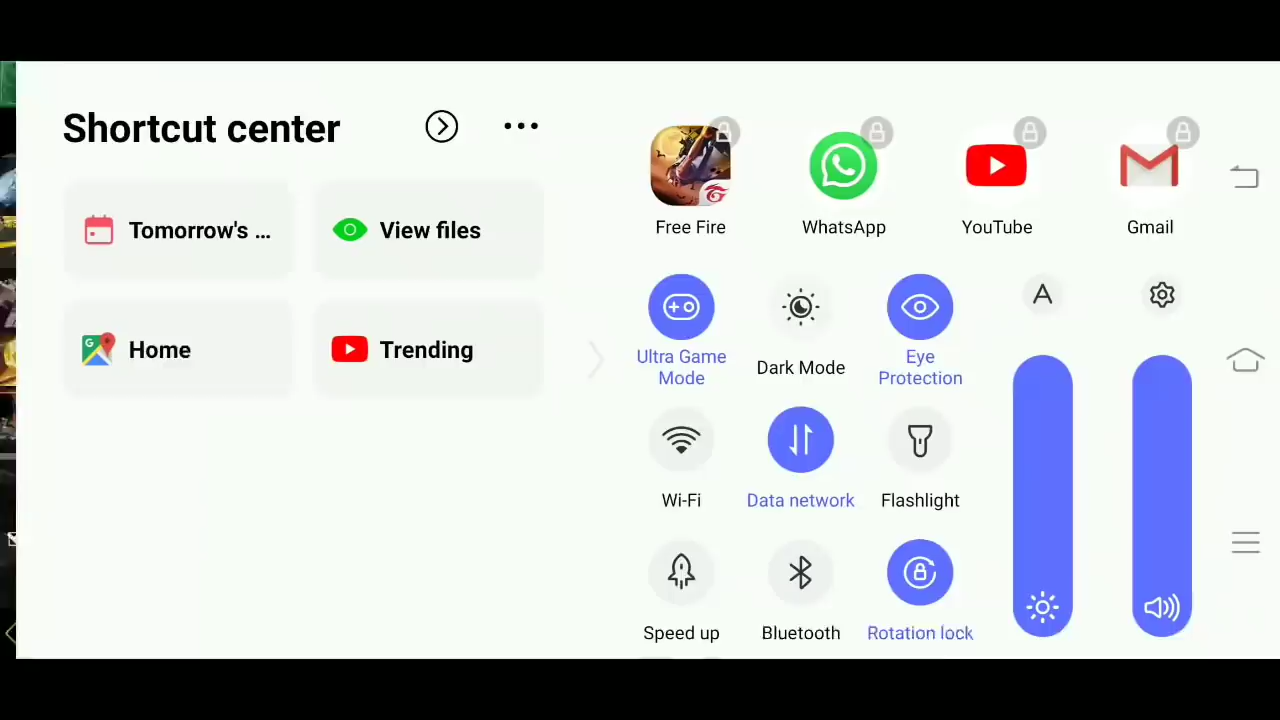 Shortcut center
Tomorrow's ...
View files
Home
Trending
Free Fire
WhatsApp
YouTube
Gmail
Ultra Game
Mode
Dark Mode
Eye
Protection
A
Wi-Fi
Data network
Flashlight
Speed up
Bluetooth
Rotation lock